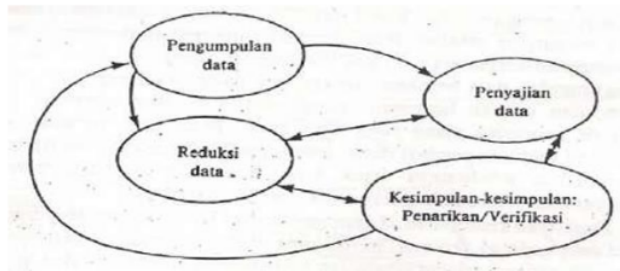 Pengumpulan
data
Penyajian
data
Reduksi
data
Kesimpulan-kesimpulan:
Penarikan/Verifikasi